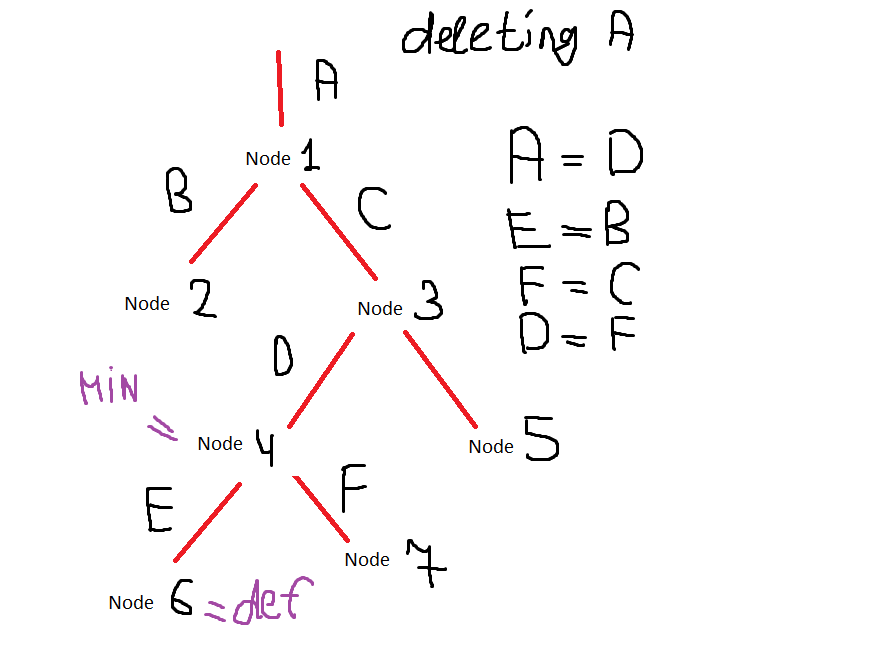 deleting A
A
Node 1
A = D
B
C
E = B
F = C
Node 2
Node 3
D = F
D
MIN
=
Node 4
Node 5
E
F
Node 7
Node 6 = def